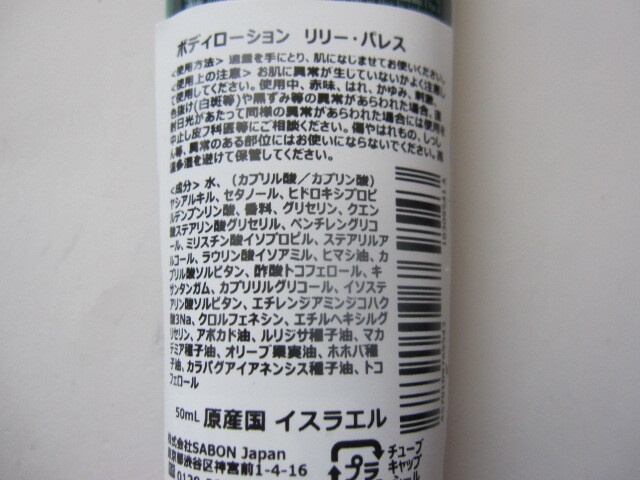 ボディローション リリー・パレス
<使用方法> 適量を手にとり、肌になじませてお使いください。
<使用上の注意> お肌に異常が生じていないかよく注意し
て使用してください。使用中、赤味、はれ、かゆみ、刺激、
色抜け(白斑等)や黒ずみ等の異常があらわれた場合、直
射日光があたって同様の異常があらわれた場合には使用を
中止し皮フ科医等にご相談ください。傷やはれもの、しっし
ん等、異常のある部位にはお使いにならないでください。高
温多湿を避けて保管してください。
<成分> 水、(カプリル酸／カプリン酸)
ヤシアルキル、セタノール、ヒドロキシプロピ
ルデンプンリン酸、香料、グリセリン、クエン
酸ステアリン酸グリセリル、ペンチレングリコ
ール、ミリスチン酸イソプロピル、ステアリルア
ルコール、ラウリン酸イソアミル、ヒマシ油、カ
プリル酸ソルビタン、酢酸トコフェロール、キ
サンタンガム、カプリリルグリコール、イソステ
アリン酸ソルビタン、エチレンジアミンジコハク
酸3Na、クロルフェネシン、エチルヘキシルグ
リセリン、アボカド油、ルリジサ種子油、マカ
デミア種子油、オリーブ果実油、ホホバ種
子油、カラパグアイアネンシス種子油、トコ
フェロール
50mL 原産国 イスラエル
株式会社SABON Japan
東京都渋谷区神宮前1-4-16
0120-
プラ
チューブ
キャップ
シール